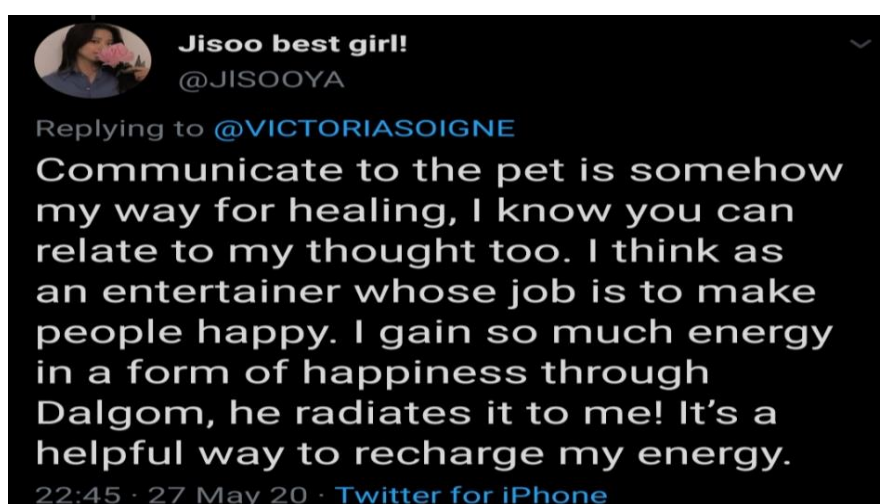 Jisoo best girl!
@JISOOYA
Replying to @VICTORIASOIGNE
Communicate to the pet is somehow
my way for healing, I know you can
relate to my thought too. I think as
an entertainer whose job is to make
people happy. I gain so much energy
in a form of happiness through
Dalgom, he radiates it to me! It’s a
helpful way to recharge my energy.
22:45 · 27 May 20 · Twitter for iPhone